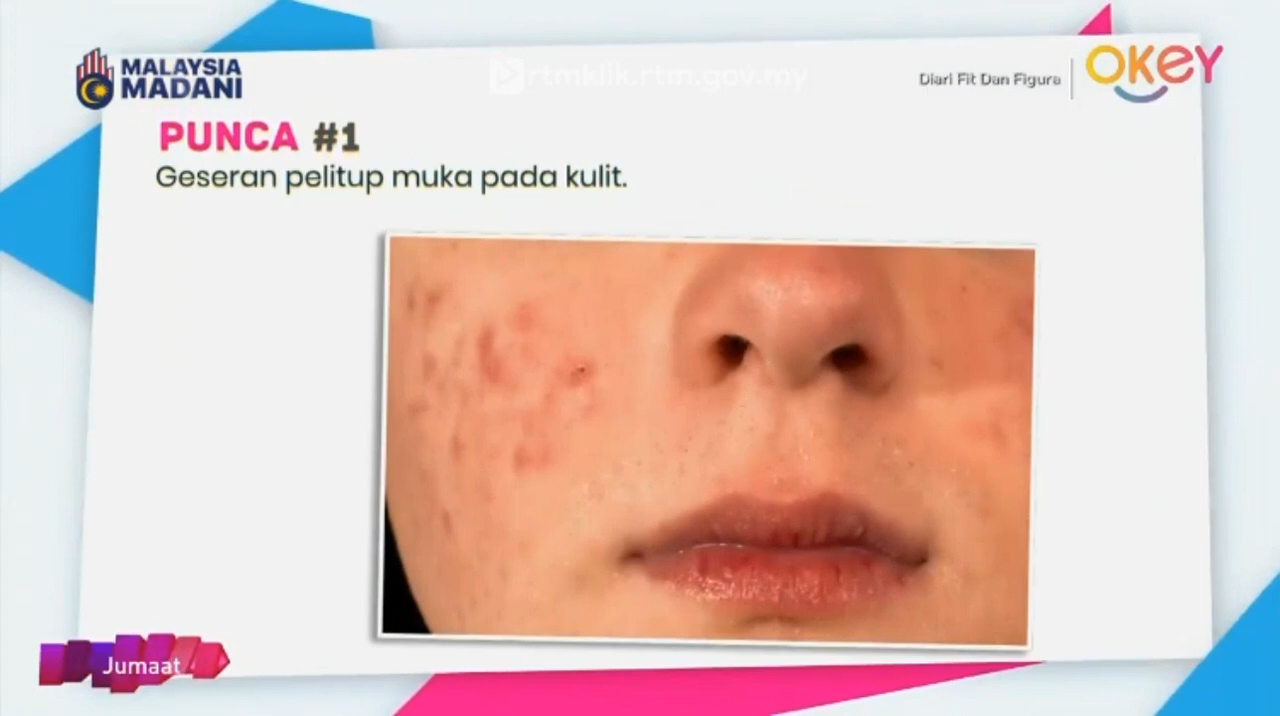 MALAYSIA
MADANI
rtmklik.rtm.gov.my
Diari Fit Dan Figura
OKEY
PUNCA #1
Geseran pelitup muka pada kulit.
Jumaat